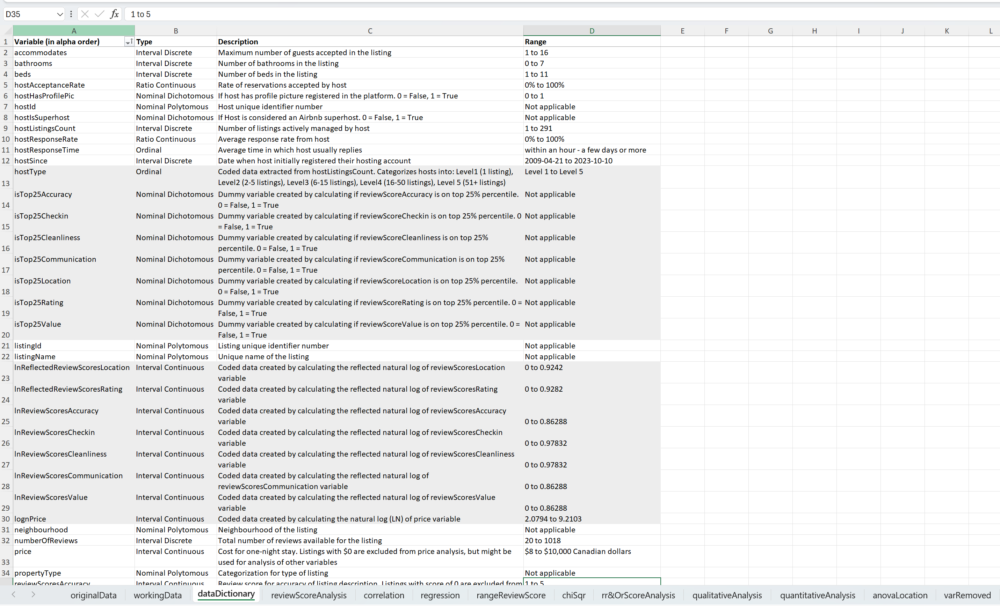 D35 fx 1 to 5
A B C D E F G H I J K L
1 Variable (in alpha order) Type Description Range
2 accommodates Interval Discrete Maximum number of guests accepted in the listing 1 to 16
3 bathrooms Interval Discrete Number of bathrooms in the listing 0 to 7
4 beds Interval Discrete Number of beds in the listing 1 to 11
5 hostAcceptanceRate Ratio Continuous Rate of reservations accepted by host 0% to 100%
6 hostHasProfilePic Nominal Dichotomous If host has profile picture registered in the platform. 0 = False, 1 = True 0 to 1
7 hostId Nominal Polytomous Host unique identifier number Not applicable
8 hostIsSuperhost Nominal Dichotomous If Host is considered an Airbnb superhost. 0 = False, 1 = True Not applicable
9 hostListingsCount Interval Discrete Number of listings actively managed by host 1 to 291
10 hostResponseRate Ratio Continuous Average response rate from host 0% to 100%
11 hostResponseTime Ordinal Average time in which host usually replies within an hour - a few days or more
12 hostSince Interval Discrete Date when host initially registered their hosting account 2009-04-21 to 2023-10-10
hostType Ordinal Coded data extracted from hostListingsCount. Categorizes hosts into: Level1 (1 listing), Level 1 to Level 5
13 Level2 (2-5 listings), Level3 (6-15 listings), Level4 (16-50 listings), Level 5 (51+ listings)
isTop25Accuracy Nominal Dichotomous Dummy variable created by calculating if reviewScoreAccuracy is on top 25% percentile. Not applicable
14 0 = False, 1 = True
isTop25Checkin Nominal Dichotomous Dummy variable created by calculating if reviewScoreCheckin is on top 25% percentile. 0 Not applicable
15 = False, 1 = True
isTop25Cleanliness Nominal Dichotomous Dummy variable created by calculating if reviewScoreCleanliness is on top 25% Not applicable
16 percentile. 0 = False, 1 = True
isTop25Communication Nominal Dichotomous Dummy variable created by calculating if reviewScoreCommunication is on top 25% Not applicable
17 percentile. 0 = False, 1 = True
isTop25Location Nominal Dichotomous Dummy variable created by calculating if reviewScoreLocation is on top 25% percentile. Not applicable
18 0 = False, 1 = True
isTop25Rating Nominal Dichotomous Dummy variable created by calculating if reviewScoreRating is on top 25% percentile. 0 = Not applicable
19 False, 1 = True
isTop25Value Nominal Dichotomous Dummy variable created by calculating if reviewScoreValue is on top 25% percentile. 0 = Not applicable
20 False, 1 = True
21 listingId Nominal Polytomous Listing unique identifier number Not applicable
22 listingName Nominal Polytomous Unique name of the listing Not applicable
lnReflectedReviewScoresLocation Interval Continuous Coded data created by calculating the reflected natural log of reviewScoresLocation 0 to 0.9242
23 variable
lnReflectedReviewScoresRating Interval Continuous Coded data created by calculating the reflected natural log of reviewScoresRating 0 to 0.9282
24 variable
lnReviewScoresAccuracy Interval Continuous Coded data created by calculating the reflected natural log of reviewScoresAccuracy
25 variable 0 to 0.86288
lnReviewScoresCheckin Interval Continuous Coded data created by calculating the reflected natural log of reviewScoresCheckin
26 variable 0 to 0.97832
lnReviewScoresCleanliness Interval Continuous Coded data created by calculating the reflected natural log of reviewScoresCleanliness
27 variable 0 to 0.97832
lnReviewScoresCommunication Interval Continuous Coded data created by calculating the reflected natural log of
28 reviewScoresCommunication variable 0 to 0.86288
lnReviewScoresValue Interval Continuous Coded data created by calculating the reflected natural log of reviewScoresValue
29 variable 0 to 0.86288
30 lognPrice Interval Continuous Coded data created by calculating the natural log (LN) of price variable 2.0794 to 9.2103
31 neighbourhood Nominal Polytomous Neighbourhood of the listing Not applicable
32 numberOfReviews Interval Discrete Total number of reviews available for the listing 20 to 1018
price Interval Continuous Cost for one-night stay. Listings with $0 are excluded from price analysis, but might be $8 to $10,000 Canadian dollars
33 used for analysis of other variables
34 propertyType Nominal Polytomous Categorization for type of listing Not applicable
reviewScoresAccuracy Interval Continuous Review score for accuracy of listing description. Listings with score of 0 are excluded from 1 to 5
originalData workingData dataDictionary reviewScoreAnalysis correlation regression rangeReviewScore chiSqr rr&OrScoreAnalysis qualitativeAnalysis quantitativeAnalysis anovaLocation varRemoved